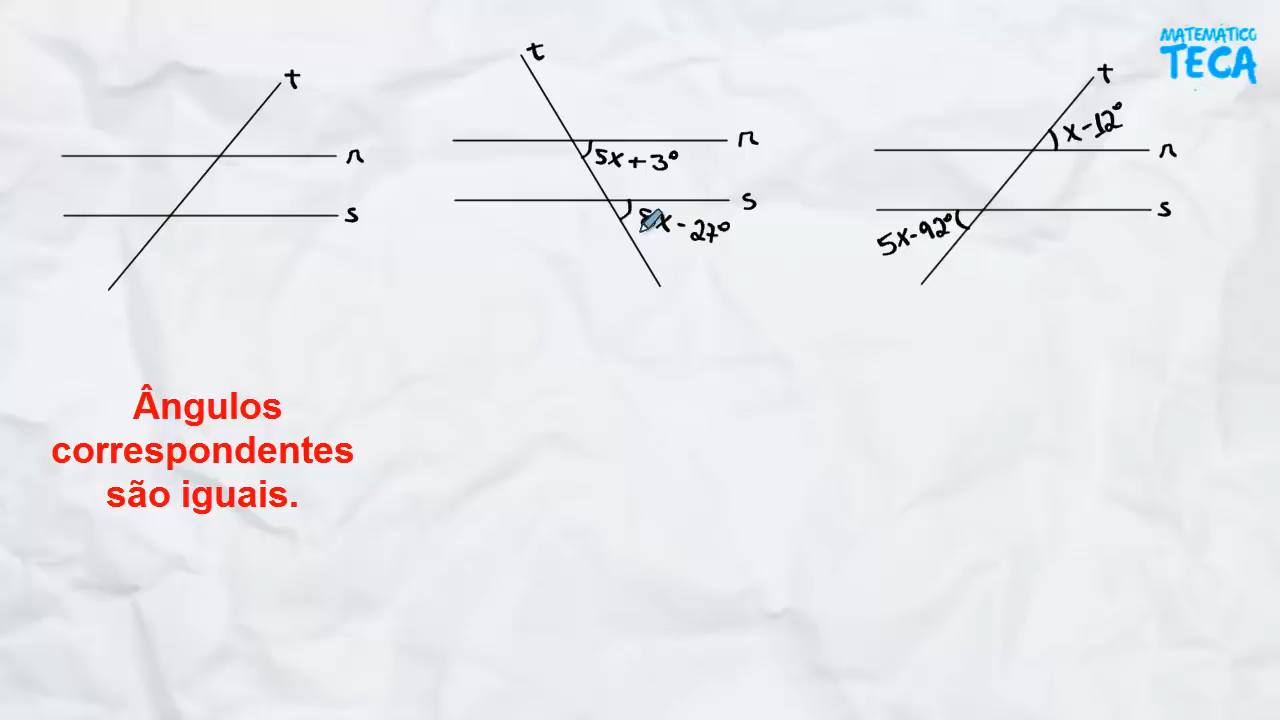 MATEMÁTICO
TECA
t
r
s
t
r
5x + 3°
s
x - 27°
t
x - 12°
r
s
5x - 92°
Ângulos
correspondentes
são iguais.